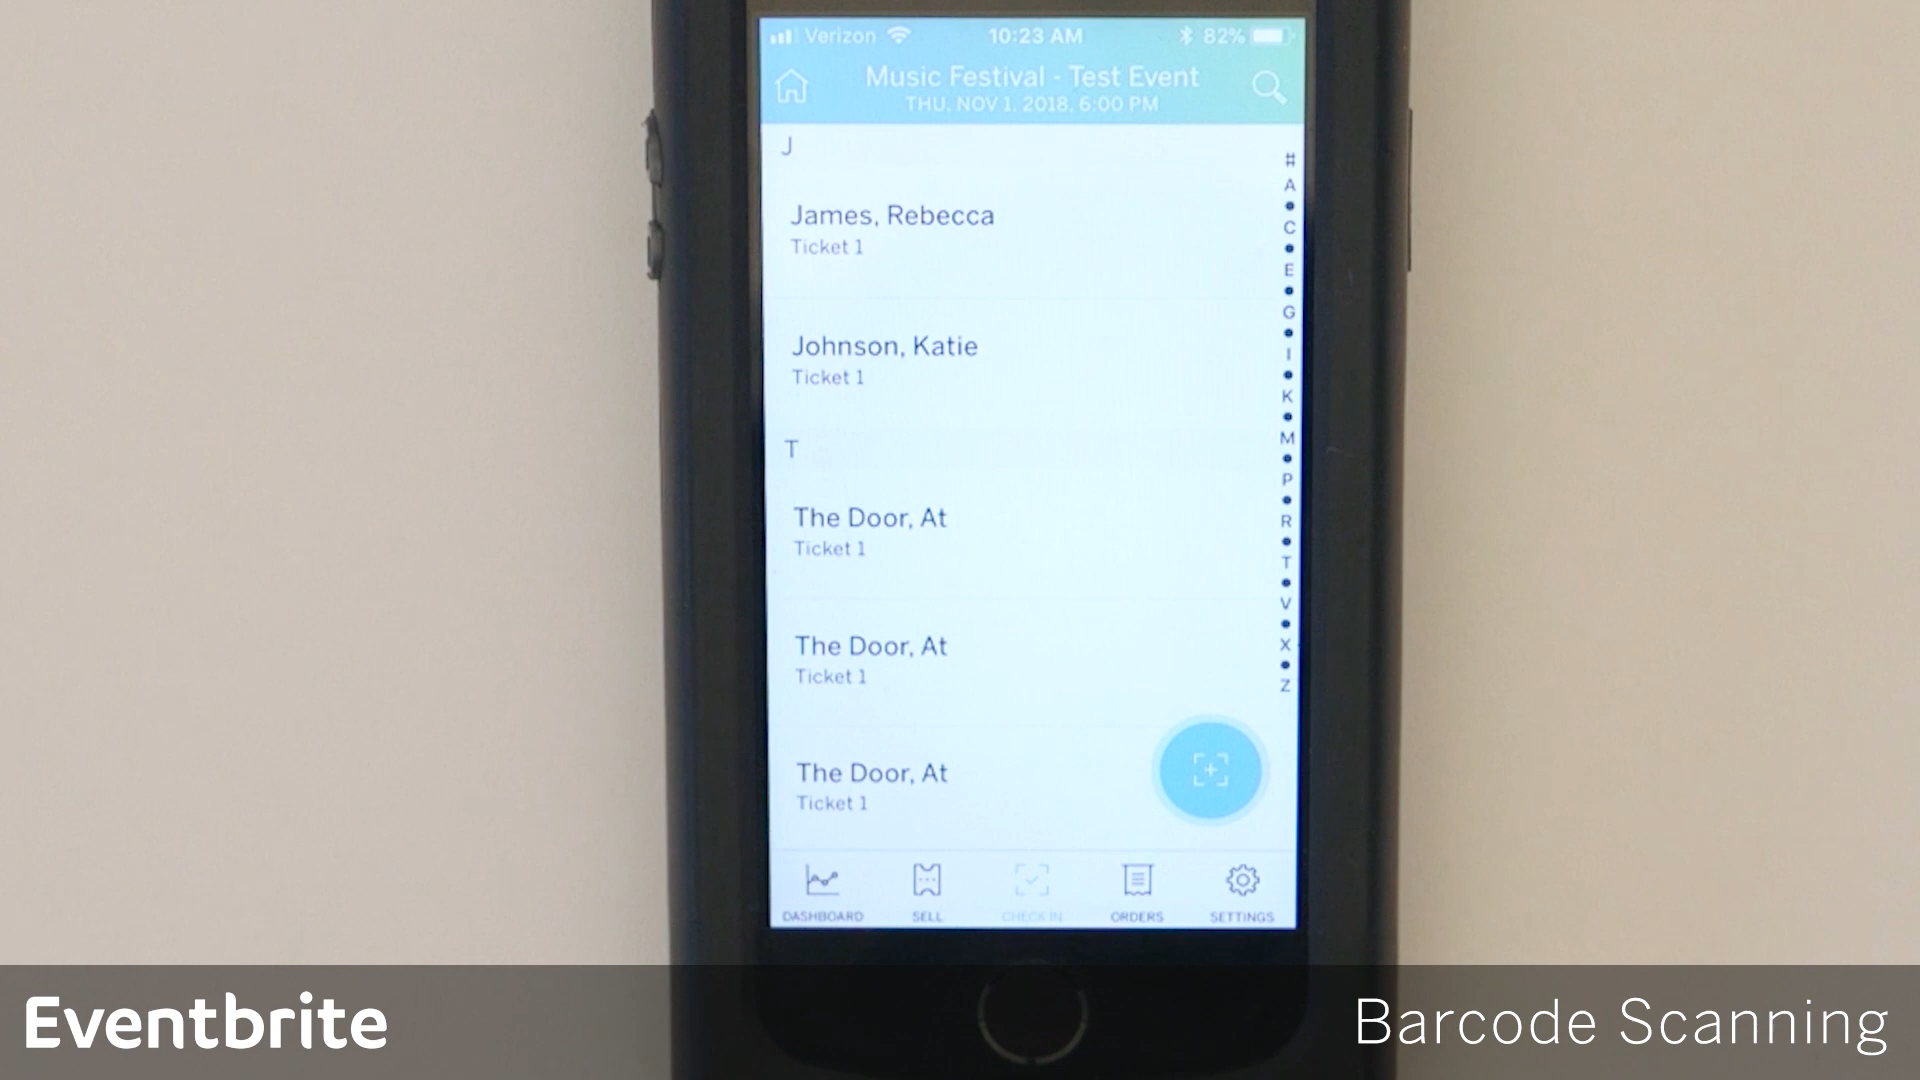 Verizon 10:23 AM 82%
Music Festival - Test Event
THU, NOV 1, 2018, 6:00 PM
J
James, Rebecca
Ticket 1
Johnson, Katie
Ticket 1
T
The Door, At
Ticket 1
The Door, At
Ticket 1
The Door, At
Ticket 1
#
A
C
E
G
I
K
M
P
R
T
V
X
Z
DASHBOARD SELL CHECK IN ORDERS SETTINGS
Eventbrite
Barcode Scanning